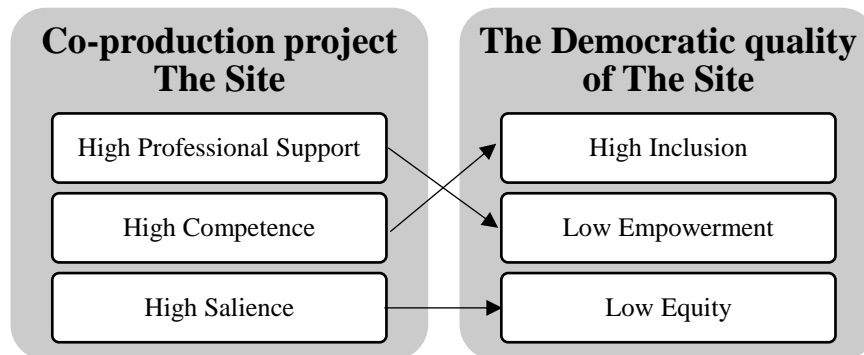 Co-production project
The Site
High Professional Support
High Competence
High Salience
The Democratic quality
of The Site
High Inclusion
Low Empowerment
Low Equity